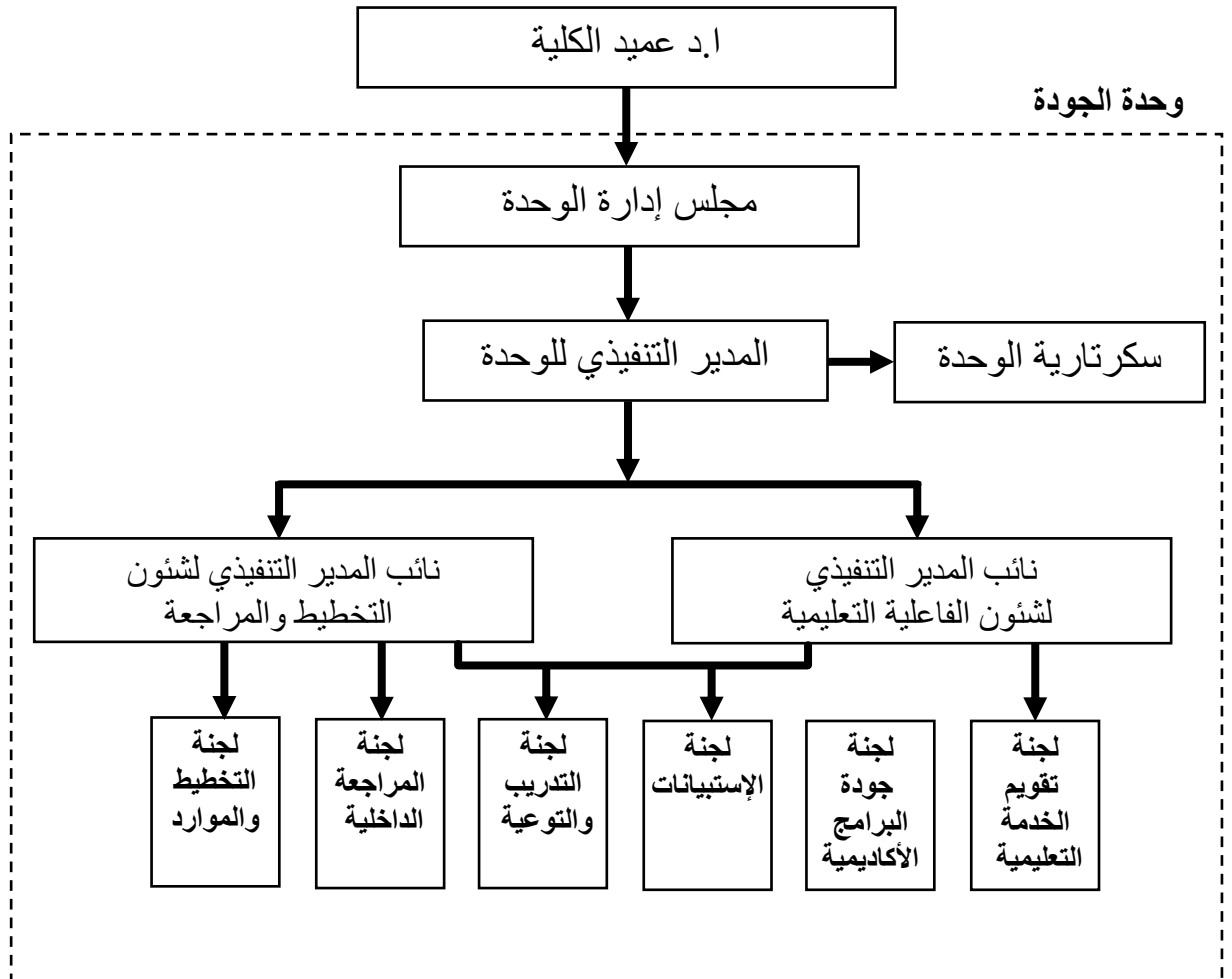 ا.د عميد الكلية
وحدة الجودة
مجلس إدارة الوحدة
المدير التنفيذي للوحدة
سكرتارية الوحدة
نائب المدير التنفيذي
لشئون الفاعلية التعليمية
نائب المدير التنفيذي لشئون
التخطيط والمراجعة
لجنة
تقويم
الخدمة
التعليمية
لجنة
جودة
البرامج
الأكاديمية
لجنة
الإستبيانات
لجنة
التدريب
والتوعية
لجنة
المراجعة
الداخلية
لجنة
التخطيط
والموارد